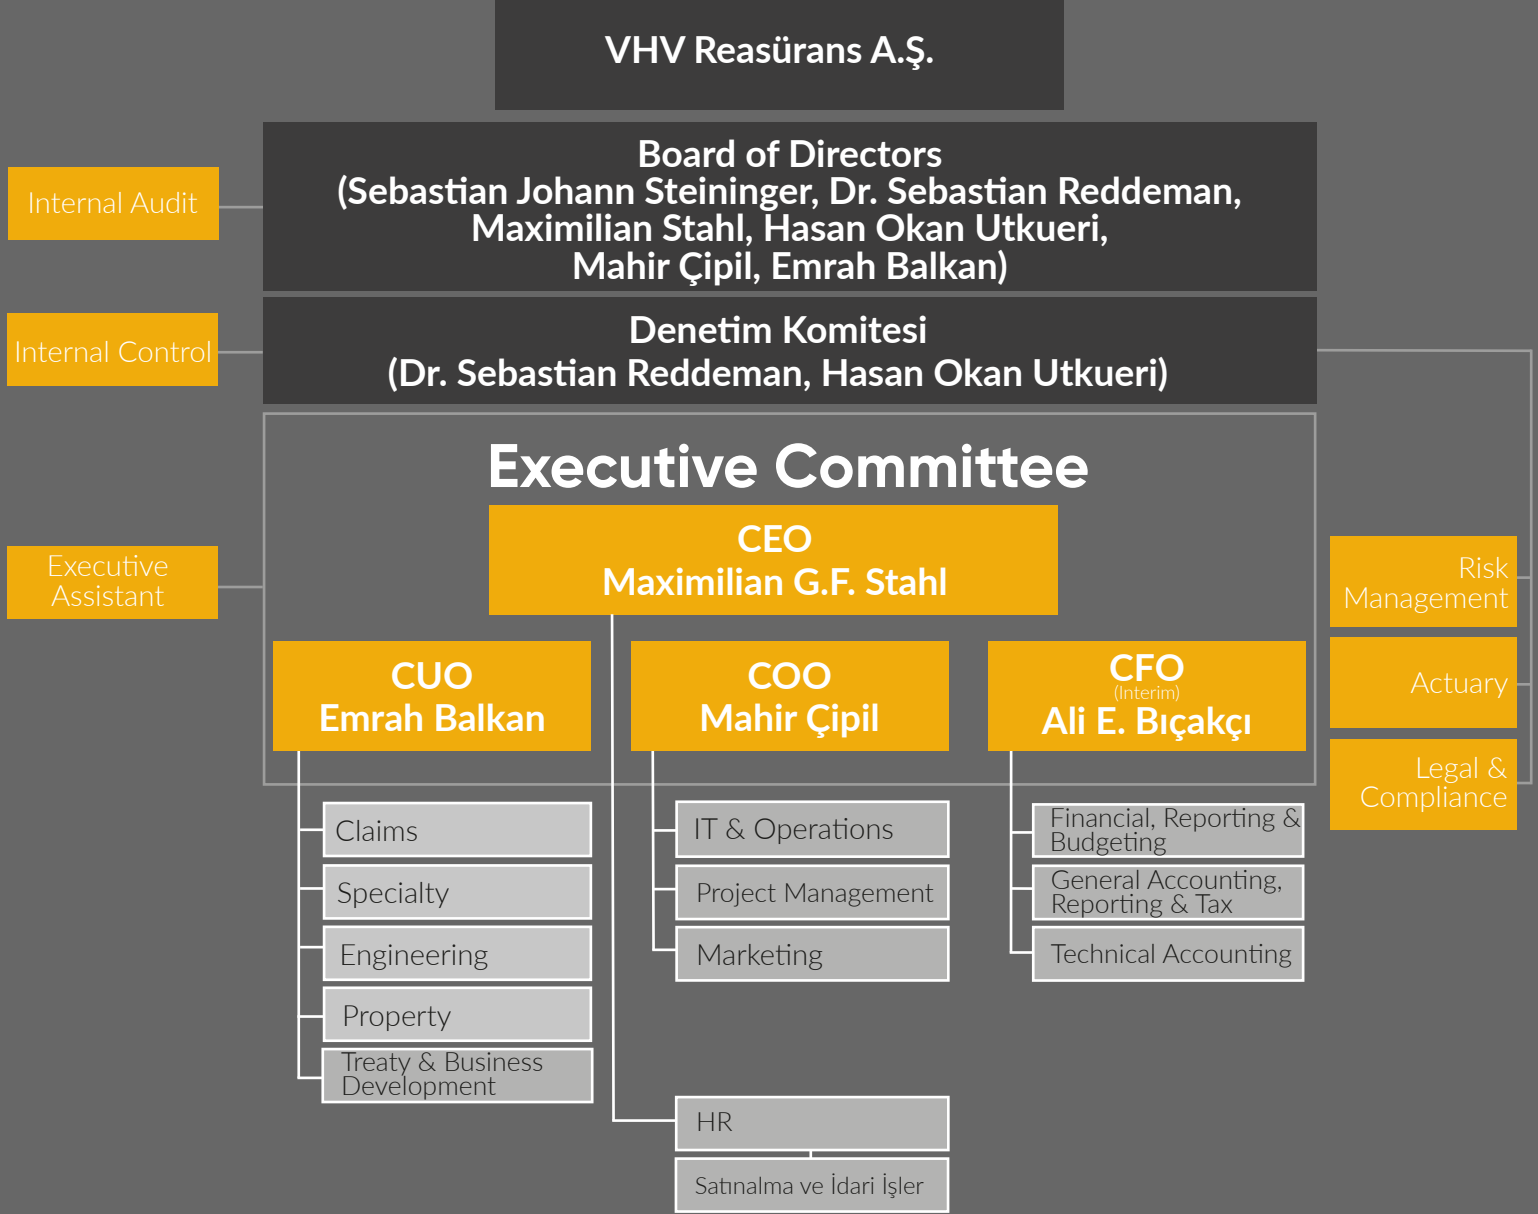 VHV Reasürans A.Ş.
Board of Directors
(Sebastian Johann Steininger, Dr. Sebastian Reddeman,
Maximilian Stahl, Hasan Okan Utkueri,
Mahir Çipil, Emrah Balkan)
Internal Audit
Denetim Komitesi
(Dr. Sebastian Reddeman, Hasan Okan Utkueri)
Internal Control
Executive Committee
CEO
Maximilian G.F. Stahl
Executive
Assistant
Risk
Management
Actuary
Legal &
Compliance
CUO
Emrah Balkan
COO
Mahir Çipil
CFO
(Interim)
Ali E. Bıçakçı
Claims
Specialty
Engineering
Property
Treaty & Business
Development
IT & Operations
Project Management
Marketing
Financial, Reporting &
Budgeting
General Accounting,
Reporting & Tax
Technical Accounting
HR
Satınalma ve İdari İşler